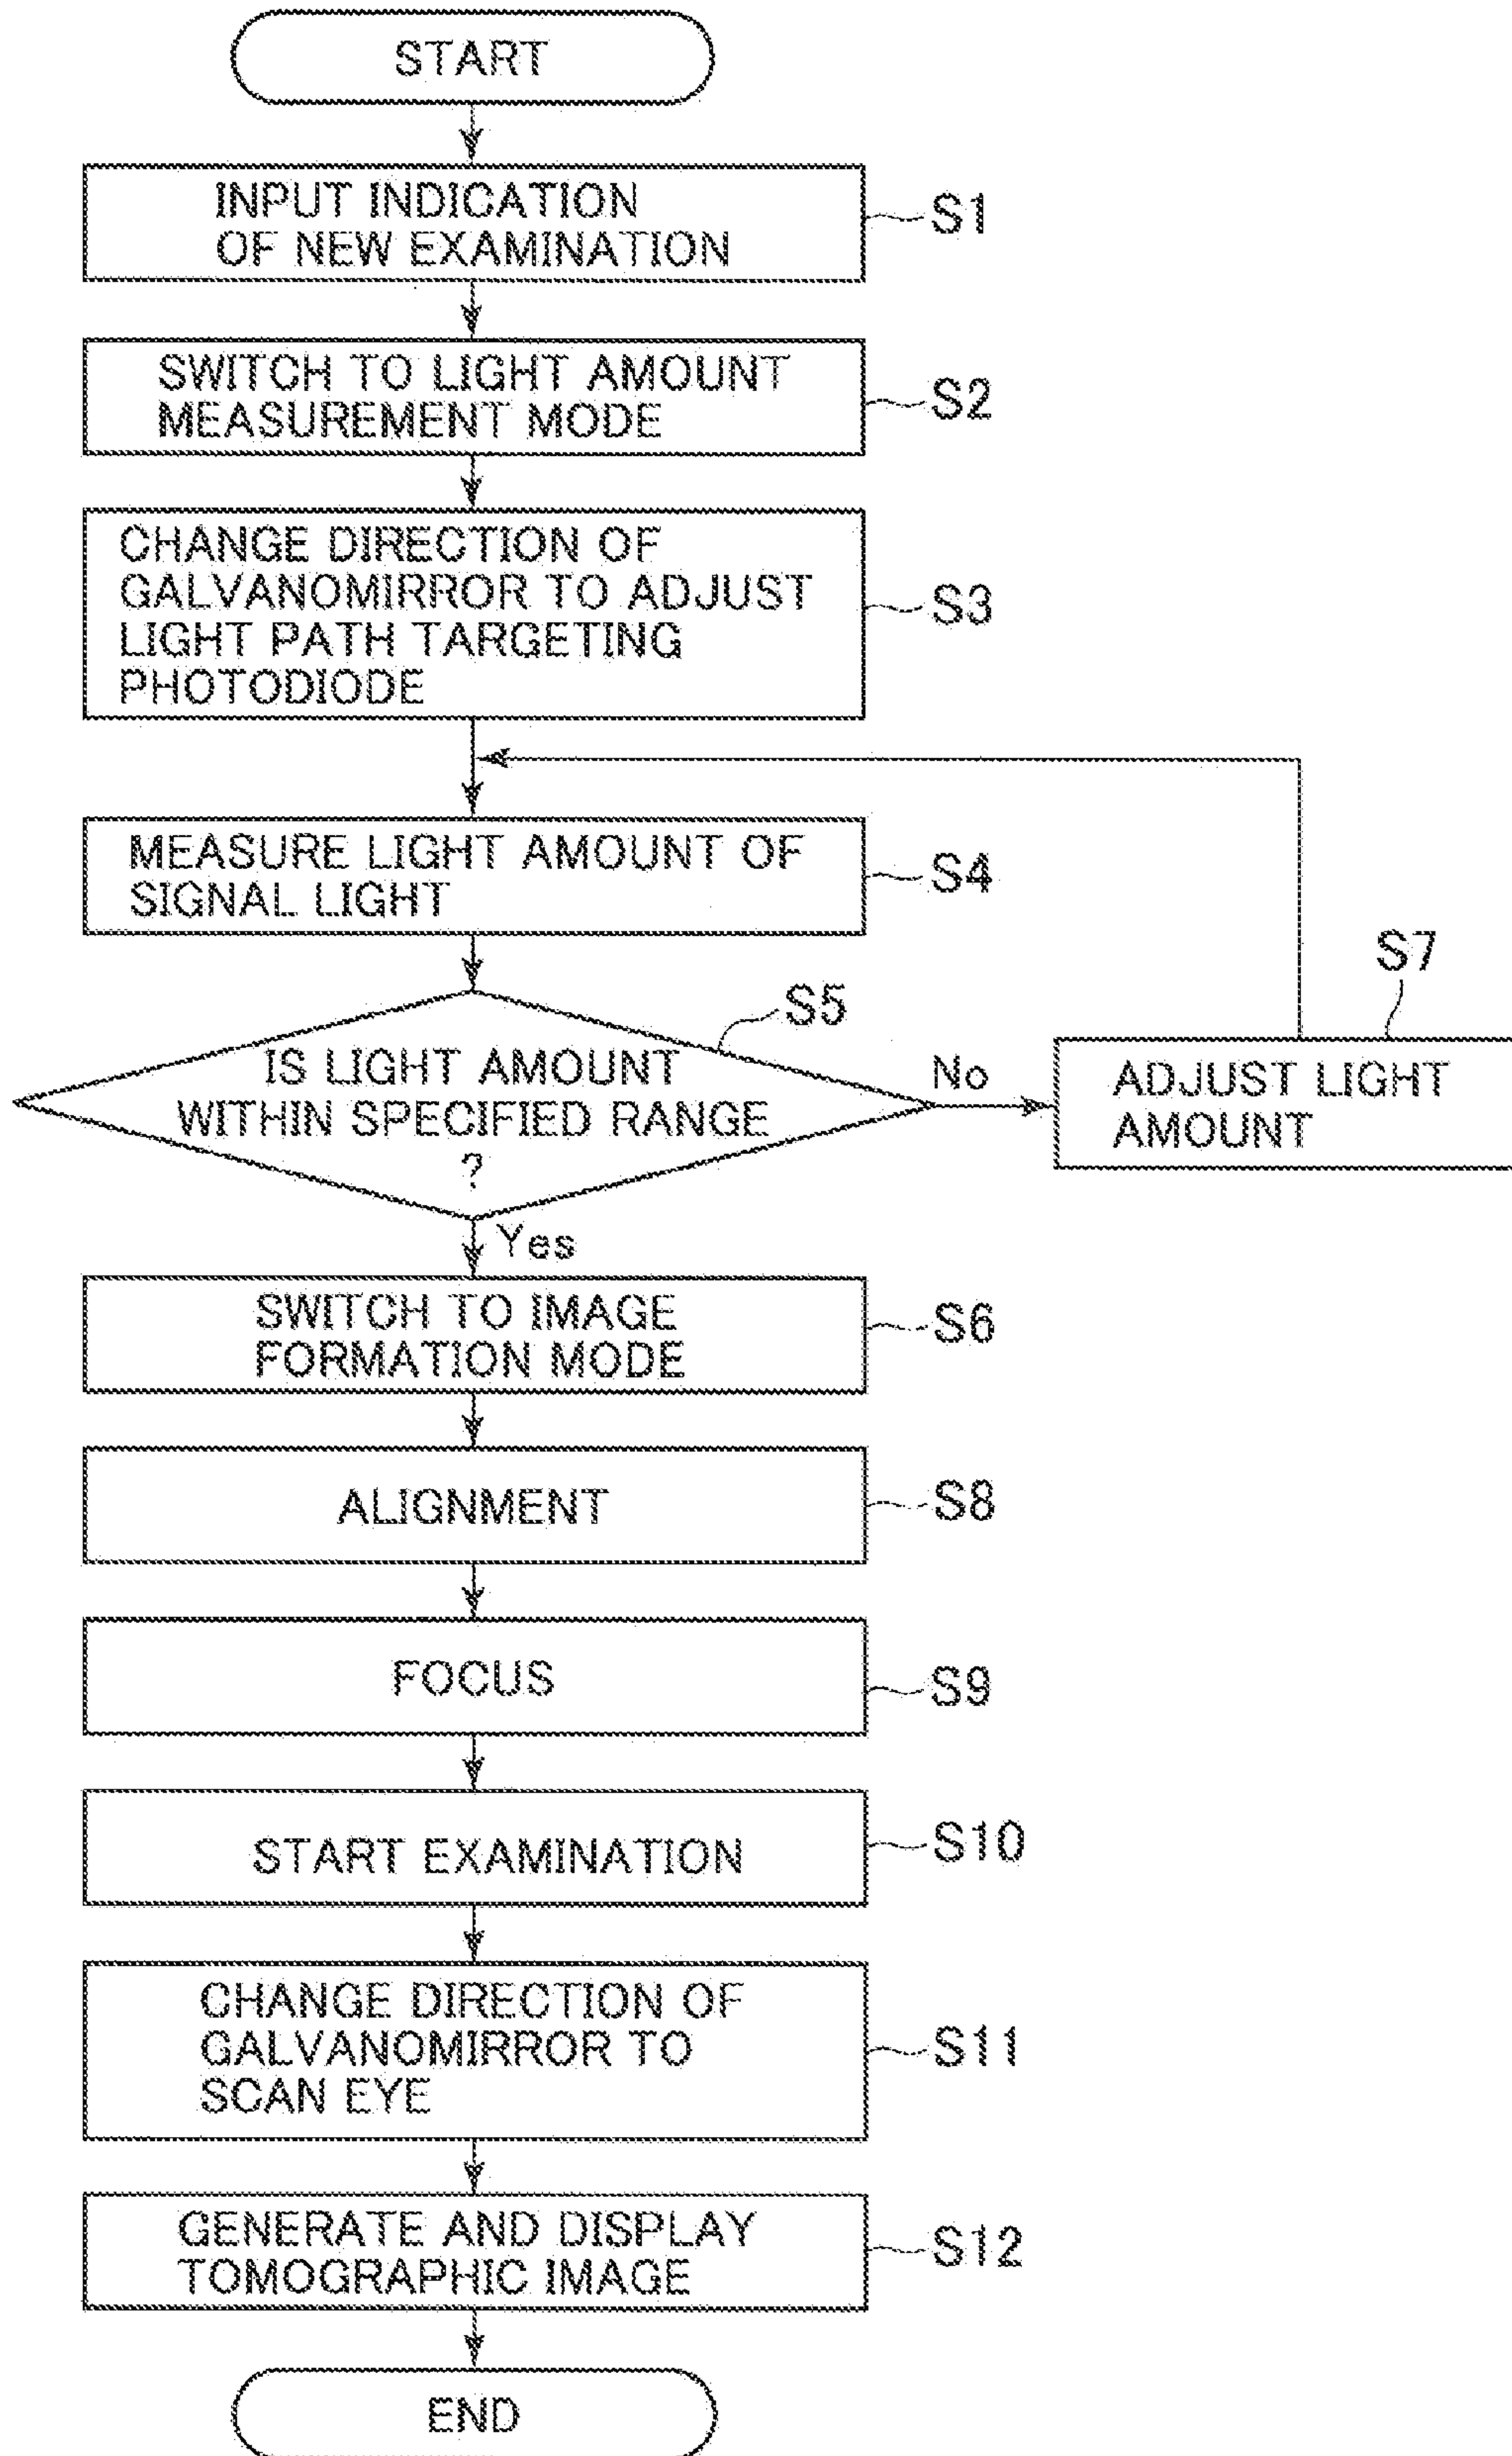 START
INPUT INDICATION
OF NEW EXAMINATION
S1
SWITCH TO LIGHT AMOUNT
MEASUREMENT MODE
S2
CHANGE DIRECTION OF
GALVANOMIRROR TO ADJUST
LIGHT PATH TARGETING
PHOTODIODE
S3
MEASURE LIGHT AMOUNT OF
SIGNAL LIGHT
S4
IS LIGHT AMOUNT
WITHIN SPECIFIED RANGE
?
S5
No
S7
ADJUST LIGHT
AMOUNT
Yes
SWITCH TO IMAGE
FORMATION MODE
S6
ALIGNMENT
S8
FOCUS
S9
START EXAMINATION
S10
CHANGE DIRECTION OF
GALVANOMIRROR TO
SCAN EYE
S11
GENERATE AND DISPLAY
TOMOGRAPHIC IMAGE
S12
END